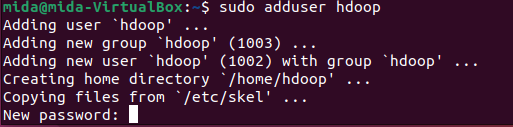 mida@mida-VirtualBox:~$ sudo adduser hdoop
Adding user `hdoop' ...
Adding new group `hdoop' (1003) ...
Adding new user `hdoop' (1002) with group `hdoop' ...
Creating home directory `/home/hdoop' ...
Copying files from `/etc/skel' ...
New password: